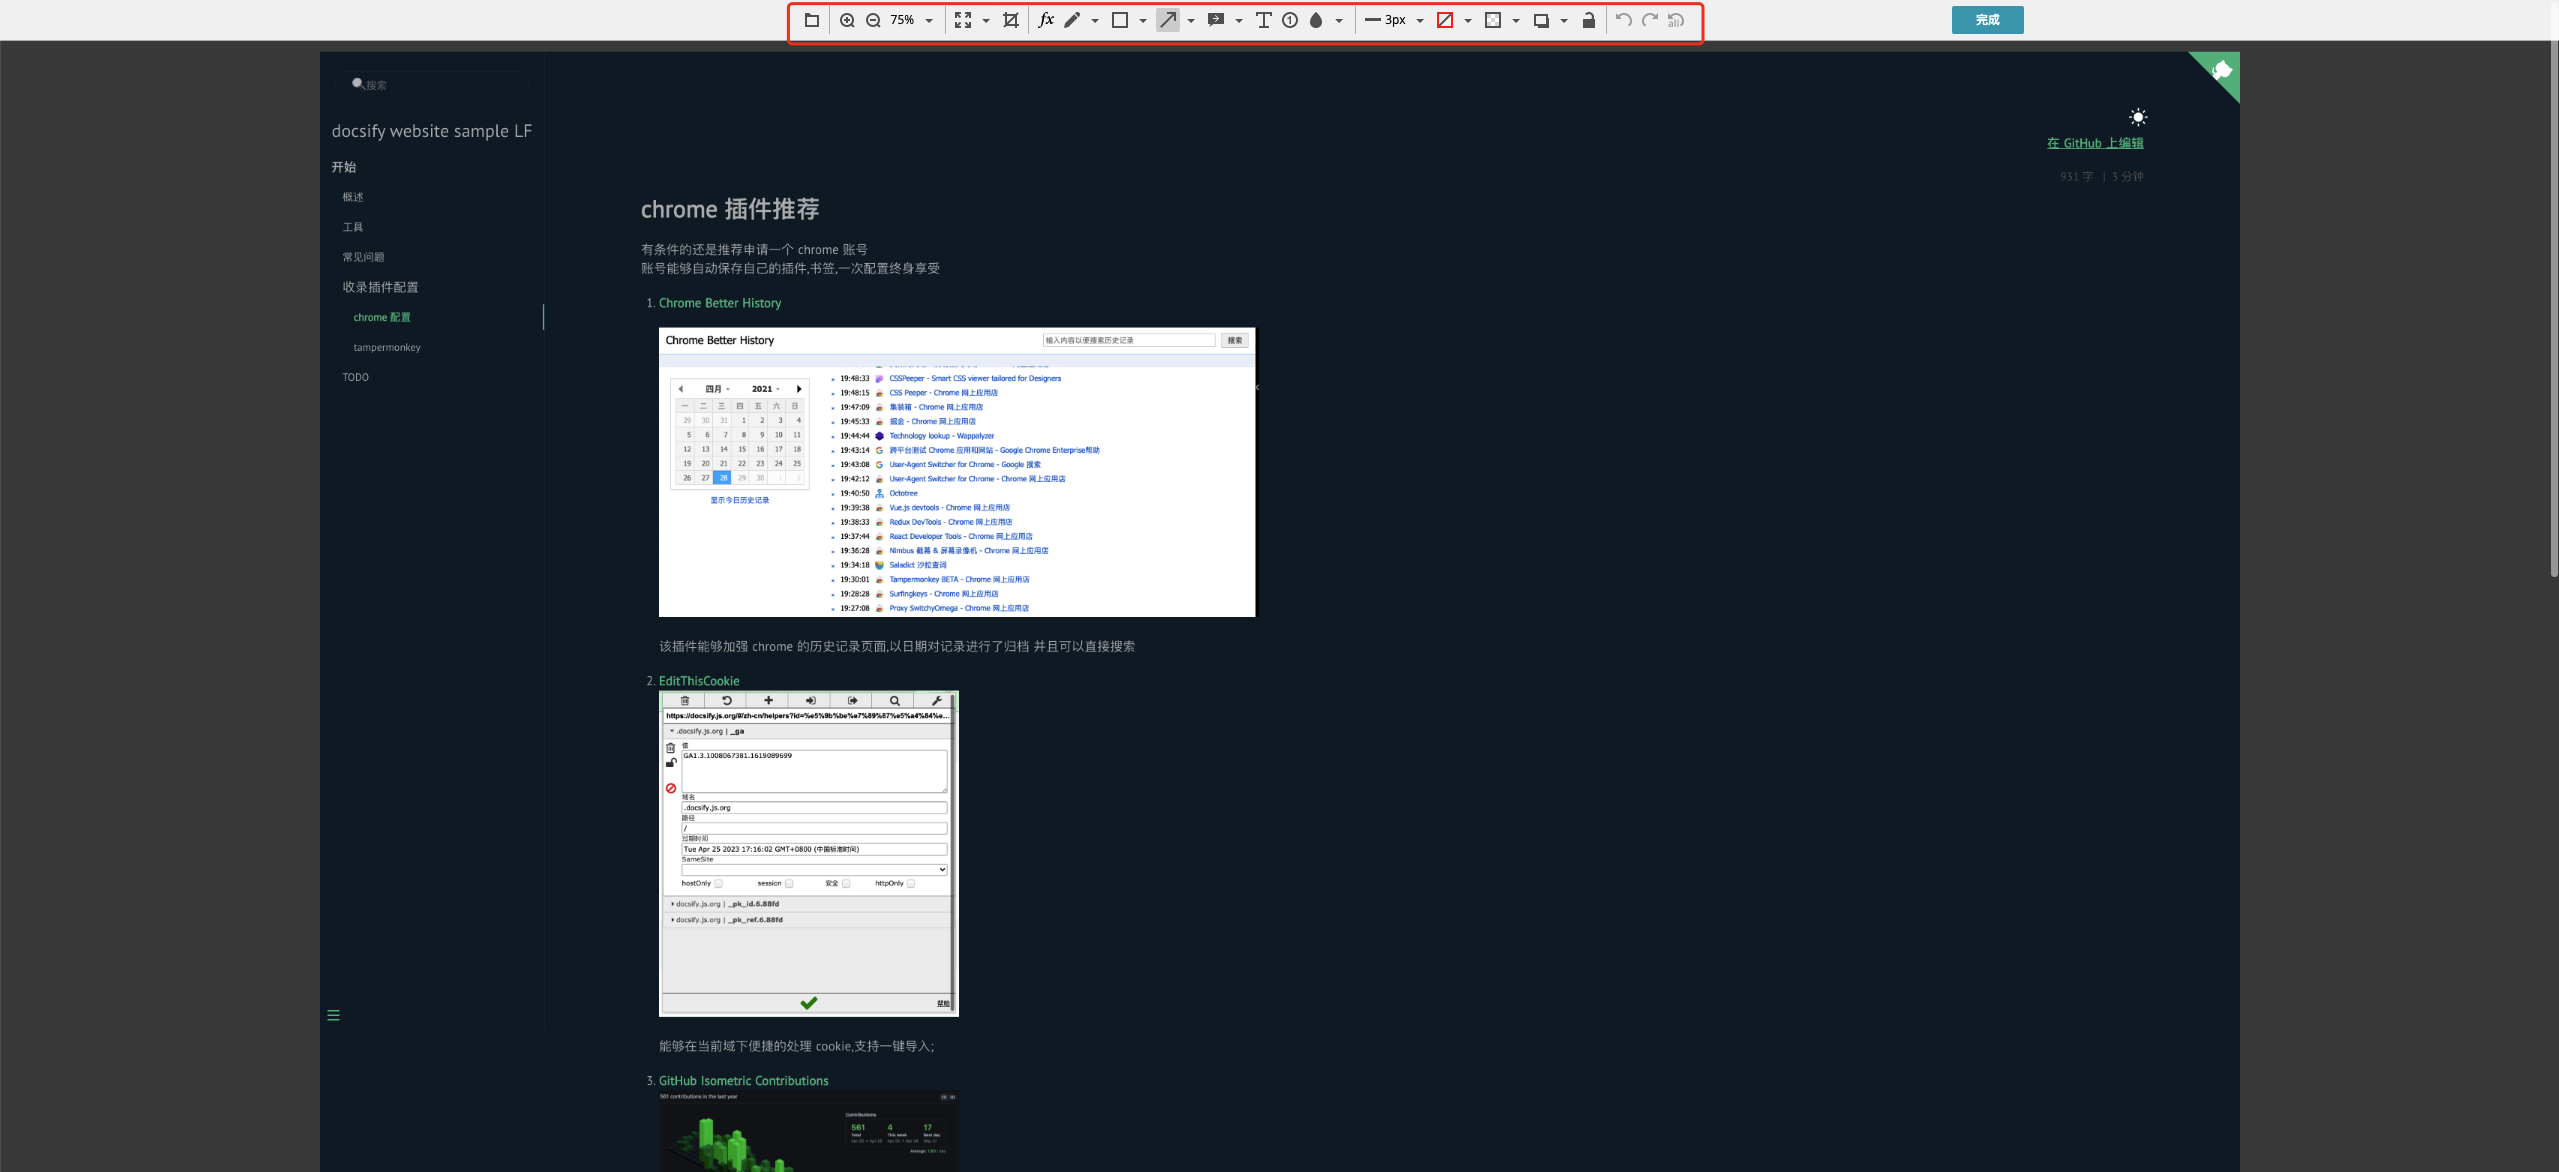 75%
fx
3px
all
完成
搜索
docsify website sample LF
开始
概述
工具
常见问题
收录插件配置
chrome 配置
tampermonkey
TODO
在 GitHub 上编辑
931 字 | 3 分钟
chrome 插件推荐
有条件的还是推荐申请一个 chrome 账号
账号能够自动保存自己的插件,书签,一次配置终身享受
1. Chrome Better History
Chrome Better History
输入内容以便搜索历史记录
搜索
四月
2021
一 二 三 四 五 六 日
29 30 31 1 2 3 4
5 6 7 8 9 10 11
12 13 14 15 16 17 18
19 20 21 22 23 24 25
26 27 28 29 30 1 2
显示今日历史记录
19:48:33 CSSPeeper - Smart CSS viewer tailored for Designers
19:48:15 CSS Peeper - Chrome 网上应用店
19:47:09 集装箱 - Chrome 网上应用店
19:45:33 掘金 - Chrome 网上应用店
19:44:44 Technology lookup - Wappalyzer
19:43:14 跨平台测试 Chrome 应用和网站 - Google Chrome Enterprise帮助
19:43:08 User-Agent Switcher for Chrome - Google 搜索
19:42:12 User-Agent Switcher for Chrome - Chrome 网上应用店
19:40:50 Octotree
19:39:38 Vue.js devtools - Chrome 网上应用店
19:38:33 Redux DevTools - Chrome 网上应用店
19:37:44 React Developer Tools - Chrome 网上应用店
19:36:28 Nimbus 截幕 & 屏幕录像机 - Chrome 网上应用店
19:34:18 Saladict 沙拉查词
19:30:01 Tampermonkey BETA - Chrome 网上应用店
19:28:28 Surfingkeys - Chrome 网上应用店
19:27:08 Proxy SwitchyOmega - Chrome 网上应用店
该插件能够加强 chrome 的历史记录页面,以日期对记录进行了归档 并且可以直接搜索
2. EditThisCookie
https://docsify.js.org/#/zh-cn/helpers?id=%e5%9b%be%e7%89%87%e5%a4%84%e...
.docsify.js.org | _ga
值
GA1.3.1008067381.1619089699
域名
.docsify.js.org
路径
/
过期时间
Tue Apr 25 2023 17:16:02 GMT+0800 (中国标准时间)
SameSite
hostOnly session 安全 httpOnly
docsify.js.org | _pk_id.6.88fd
docsify.js.org | _pk_ref.6.88fd
帮助
能够在当前域下便捷的处理 cookie,支持一键导入;
3. GitHub Isometric Contributions
561 contributions in the last year
Contributions
561 4 17
Total This week Best day